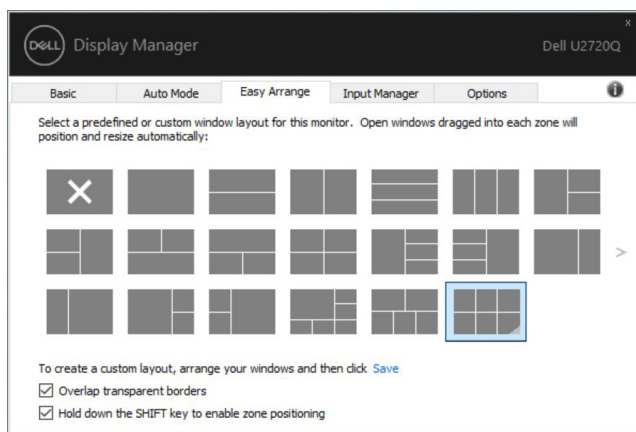 x
DELL Display Manager Dell U2720Q
Basic Auto Mode Easy Arrange Input Manager Options i
Select a predefined or custom window layout for this monitor. Open windows dragged into each zone will
position and resize automatically:
>
To create a custom layout, arrange your windows and then click Save
Overlap transparent borders
Hold down the SHIFT key to enable zone positioning